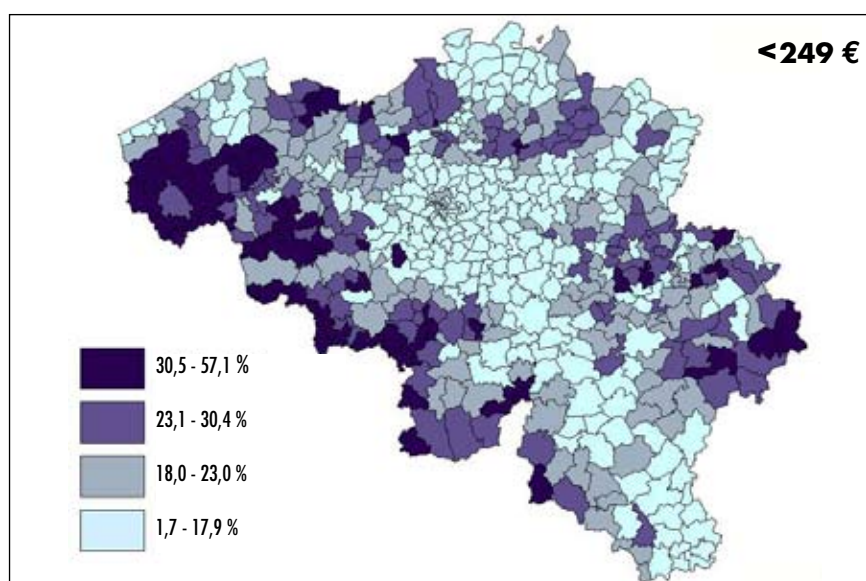 <249 €
30,5 - 57,1 %
23,1 - 30,4 %
18,0 - 23,0 %
1,7 - 17,9 %